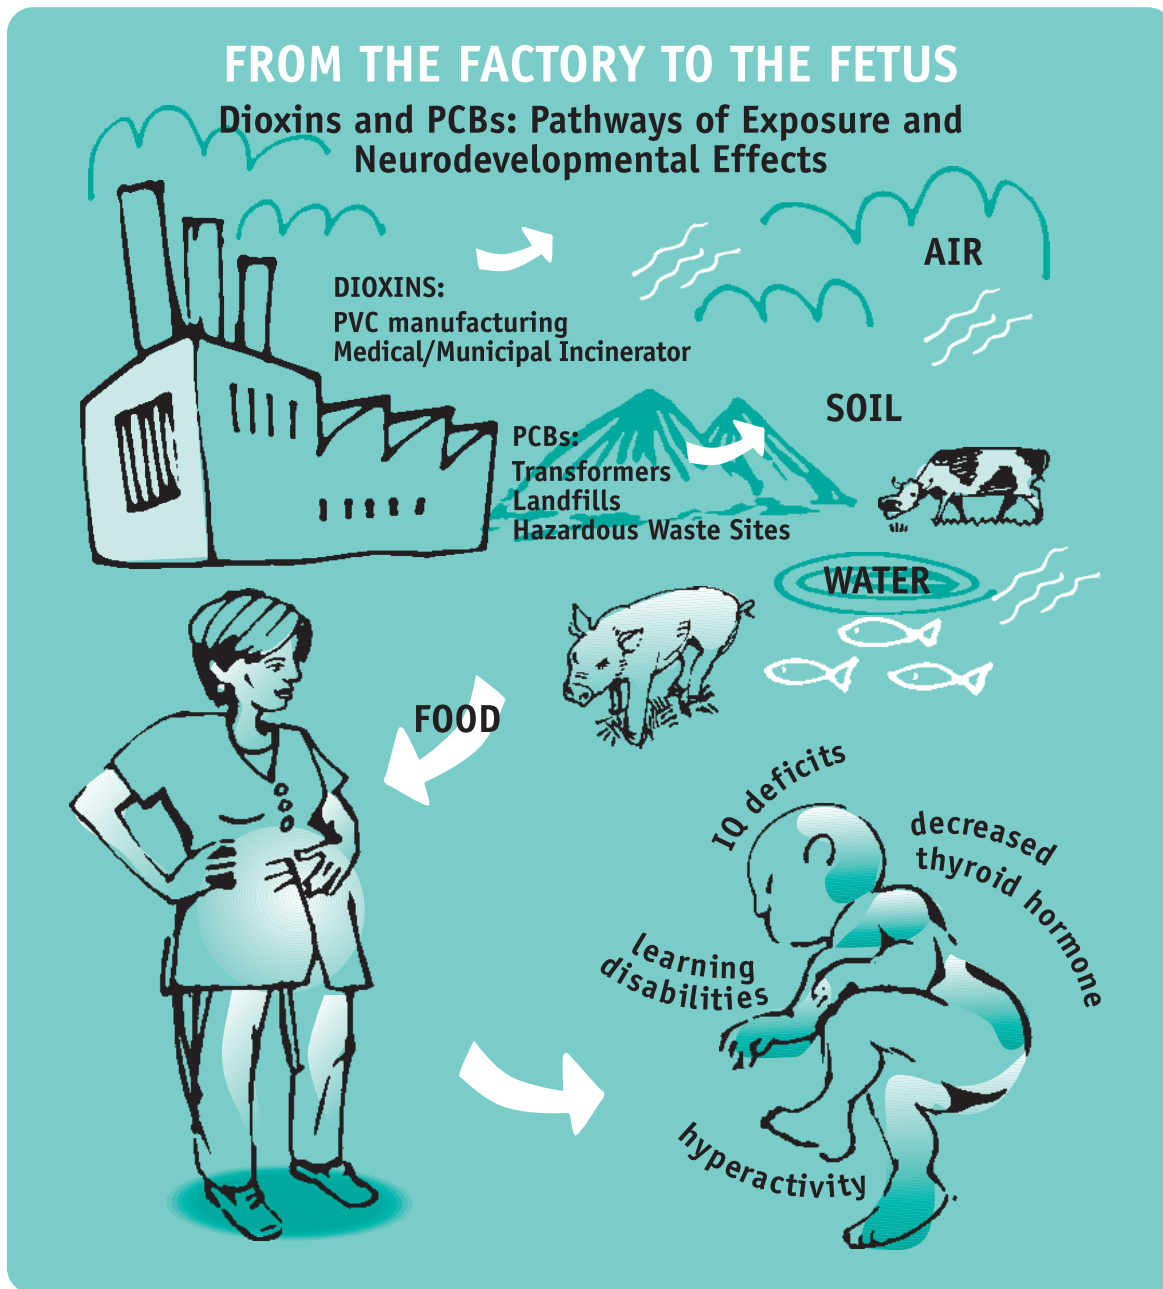 FROM THE FACTORY TO THE FETUS
Dioxins and PCBs: Pathways of Exposure and
Neurodevelopmental Effects
AIR
DIOXINS:
PVC manufacturing
Medical/Municipal Incinerator
SOIL
PCBs:
Transformers
Landfills
Hazardous Waste Sites
WATER
FOOD
IQ deficits
decreased
thyroid hormone
learning
disabilities
hyperactivity